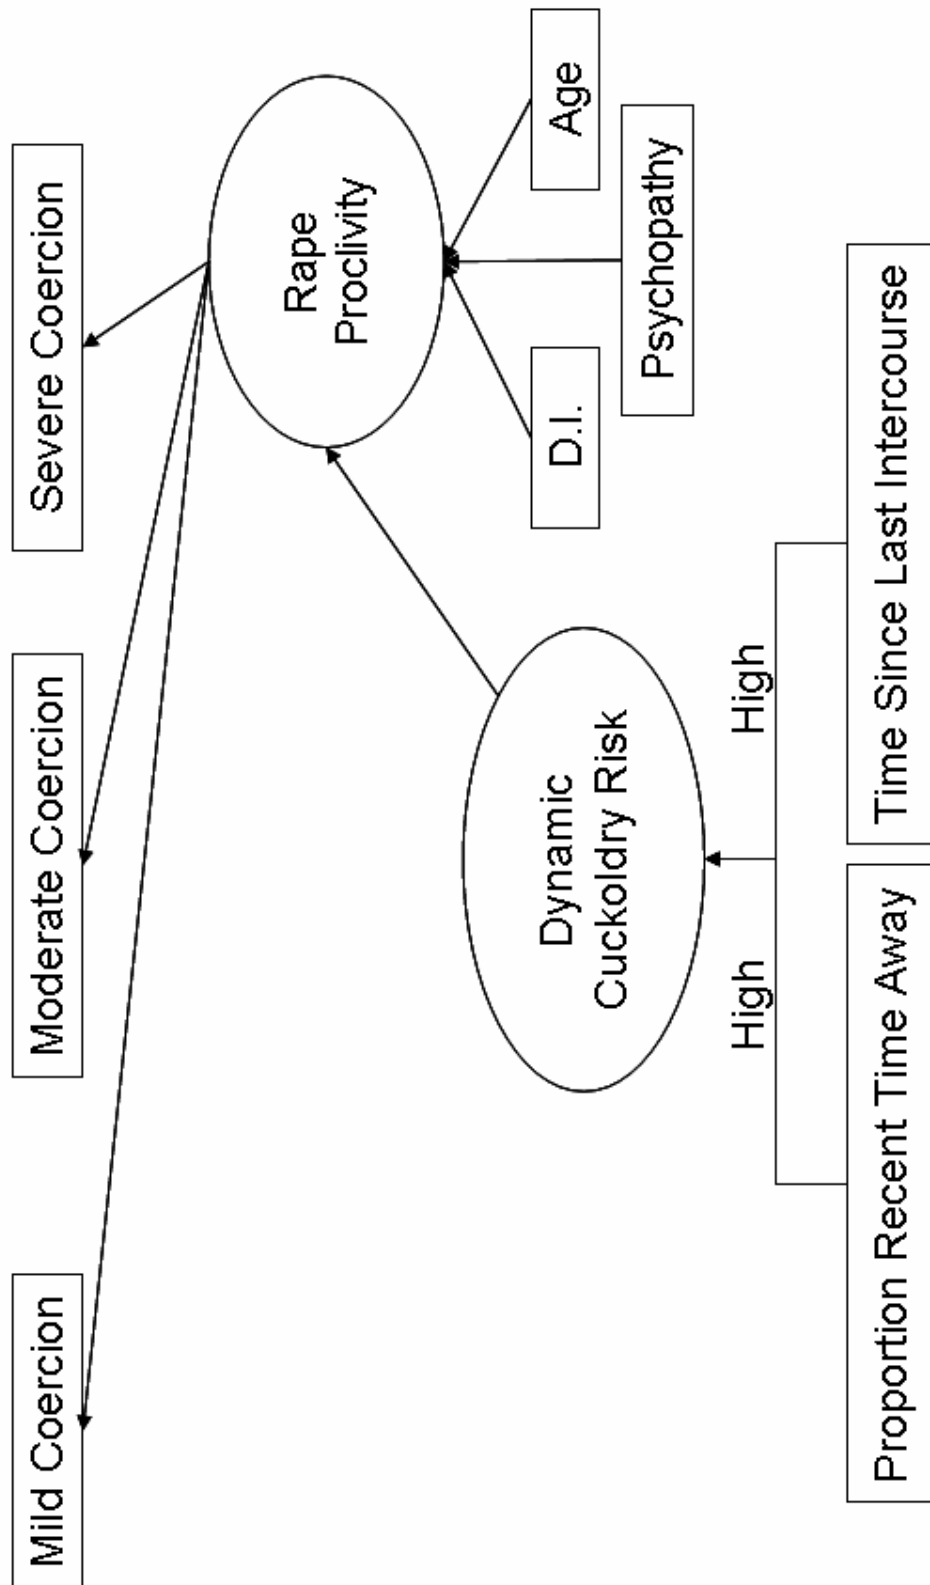 Mild Coercion
Moderate Coercion
Severe Coercion
Rape
Proclivity
Dynamic
Cuckoldry Risk
D.I.
Age
Psychopathy
High
High
Proportion Recent Time Away
Time Since Last Intercourse